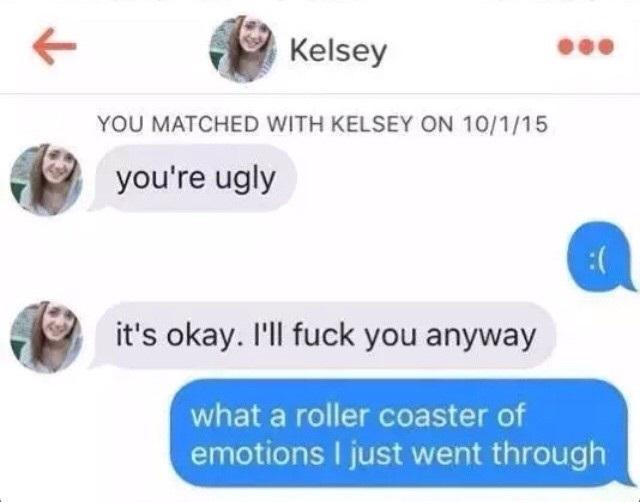 Kelsey
YOU MATCHED WITH KELSEY ON 10/1/15
you're ugly
:(
it's okay. I'll fuck you anyway
what a roller coaster of
emotions I just went through